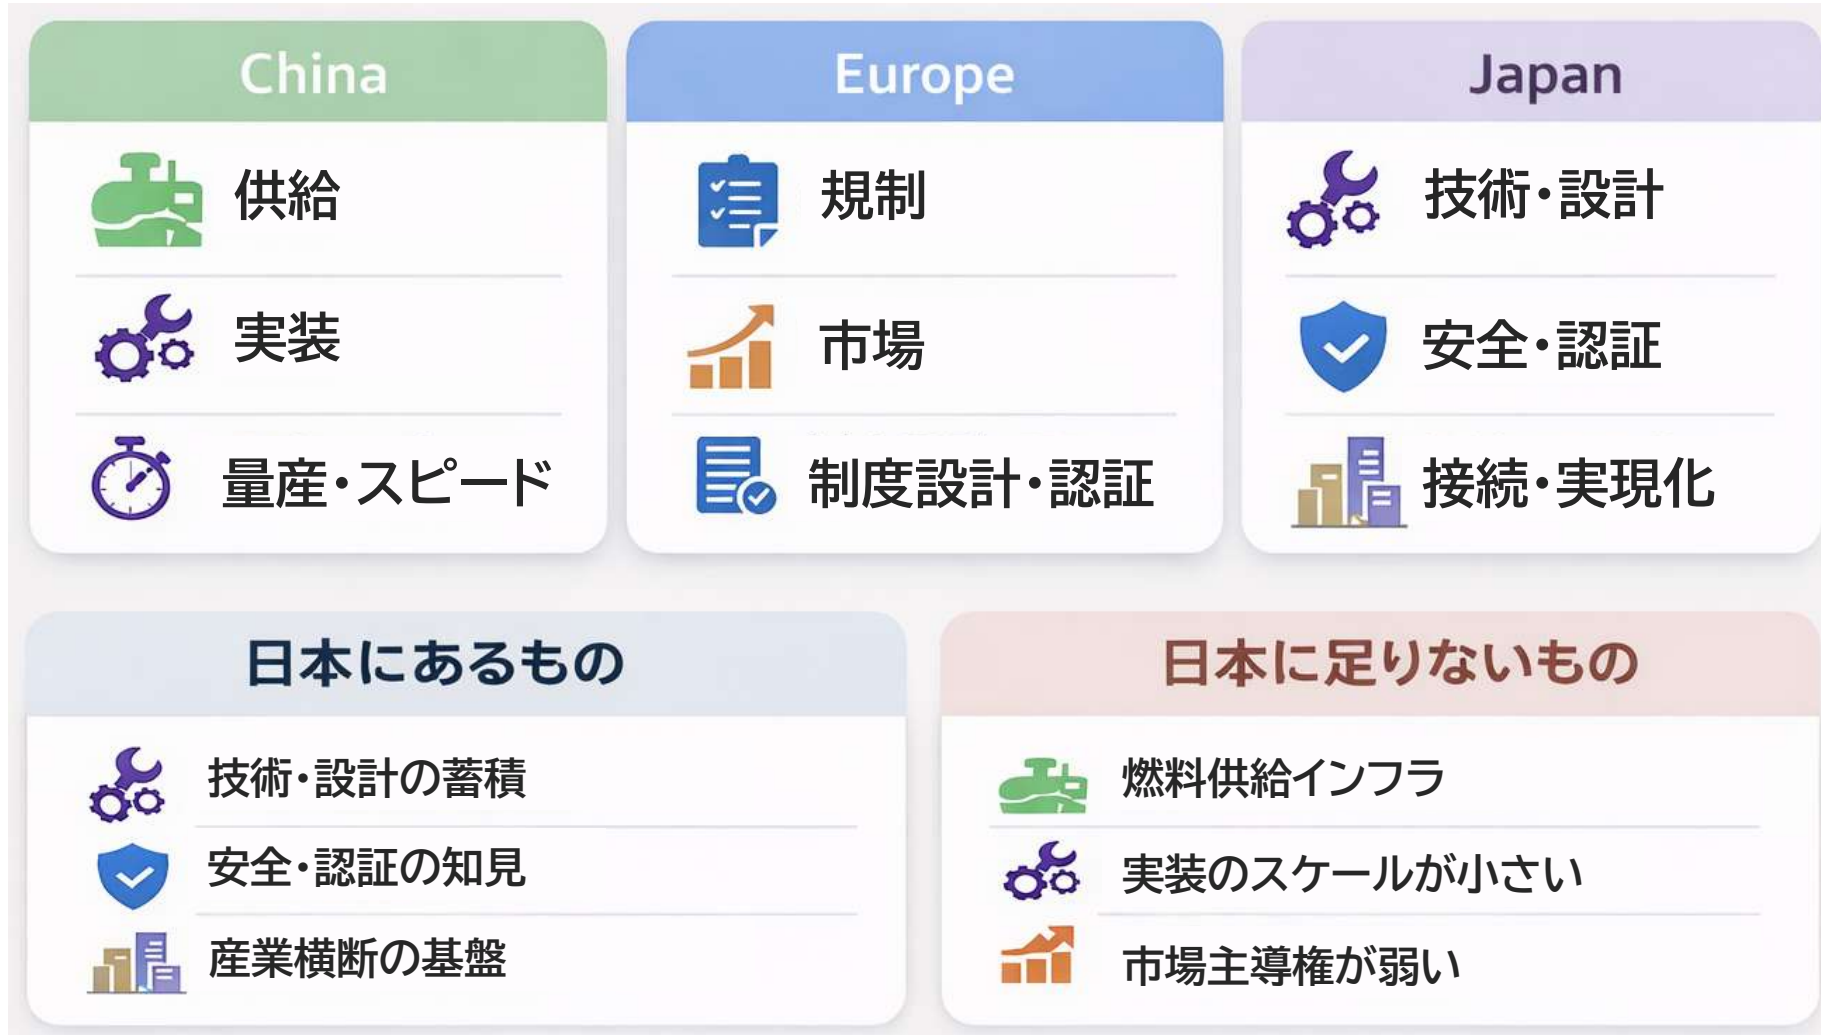 China
供給
実装
量産・スピード
Europe
規制
市場
制度設計・認証
Japan
技術・設計
安全・認証
接続・実現化
日本にあるもの
技術・設計の蓄積
安全・認証の知見
産業横断の基盤
日本に足りないもの
燃料供給インフラ
実装のスケールが小さい
市場主導権が弱い